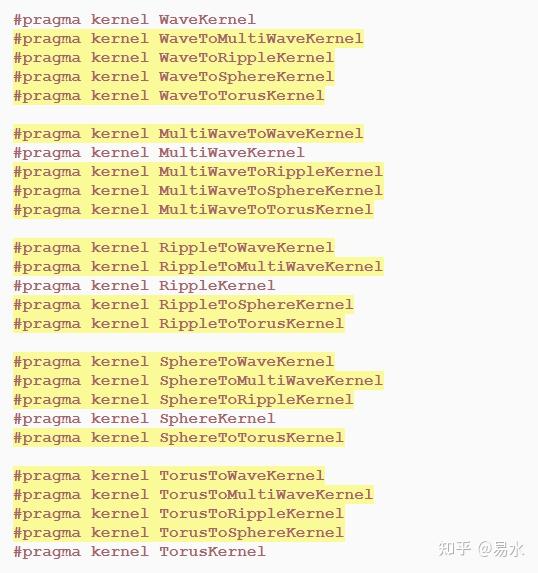 #pragma kernel WaveKernel
#pragma kernel WaveToMultiWaveKernel
#pragma kernel WaveToRippleKernel
#pragma kernel WaveToSphereKernel
#pragma kernel WaveToTorusKernel
#pragma kernel MultiWaveToWaveKernel
#pragma kernel MultiWaveKernel
#pragma kernel MultiWaveToRippleKernel
#pragma kernel MultiWaveToSphereKernel
#pragma kernel MultiWaveToTorusKernel
#pragma kernel RippleToWaveKernel
#pragma kernel RippleToMultiWaveKernel
#pragma kernel RippleKernel
#pragma kernel RippleToSphereKernel
#pragma kernel RippleToTorusKernel
#pragma kernel SphereToWaveKernel
#pragma kernel SphereToMultiWaveKernel
#pragma kernel SphereToRippleKernel
#pragma kernel SphereKernel
#pragma kernel SphereToTorusKernel
#pragma kernel TorusToWaveKernel
#pragma kernel TorusToMultiWaveKernel
#pragma kernel TorusToRippleKernel
#pragma kernel TorusToSphereKernel
#pragma kernel TorusKernel
知乎 @易水